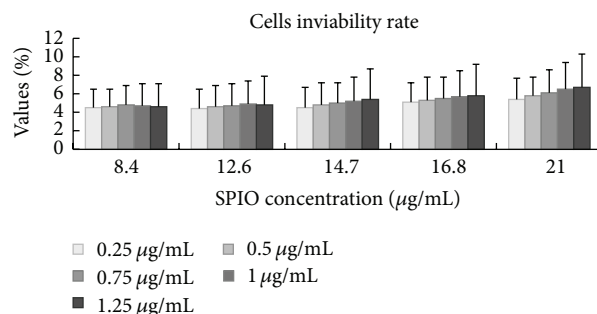 Cells inviability rate
Values (%)
12
10
8
6
4
2
0
8.4 12.6 14.7 16.8 21
SPIO concentration (μg/mL)
0.25 μg/mL 0.5 μg/mL
0.75 μg/mL 1 μg/mL
1.25 μg/mL